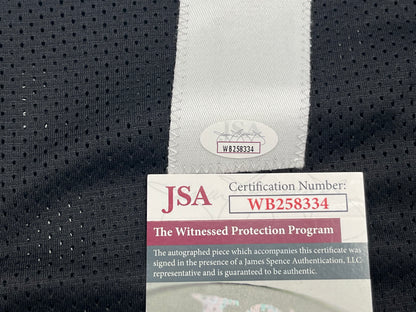 JSA
WB258334
JSA
Certification Number:
WB258334
The Witnessed Protection Program
The autographed piece which accompanies this certificate was
signed in the presence of a James Spence Authentication, LLC
representative and is guaranteed to be authentic.